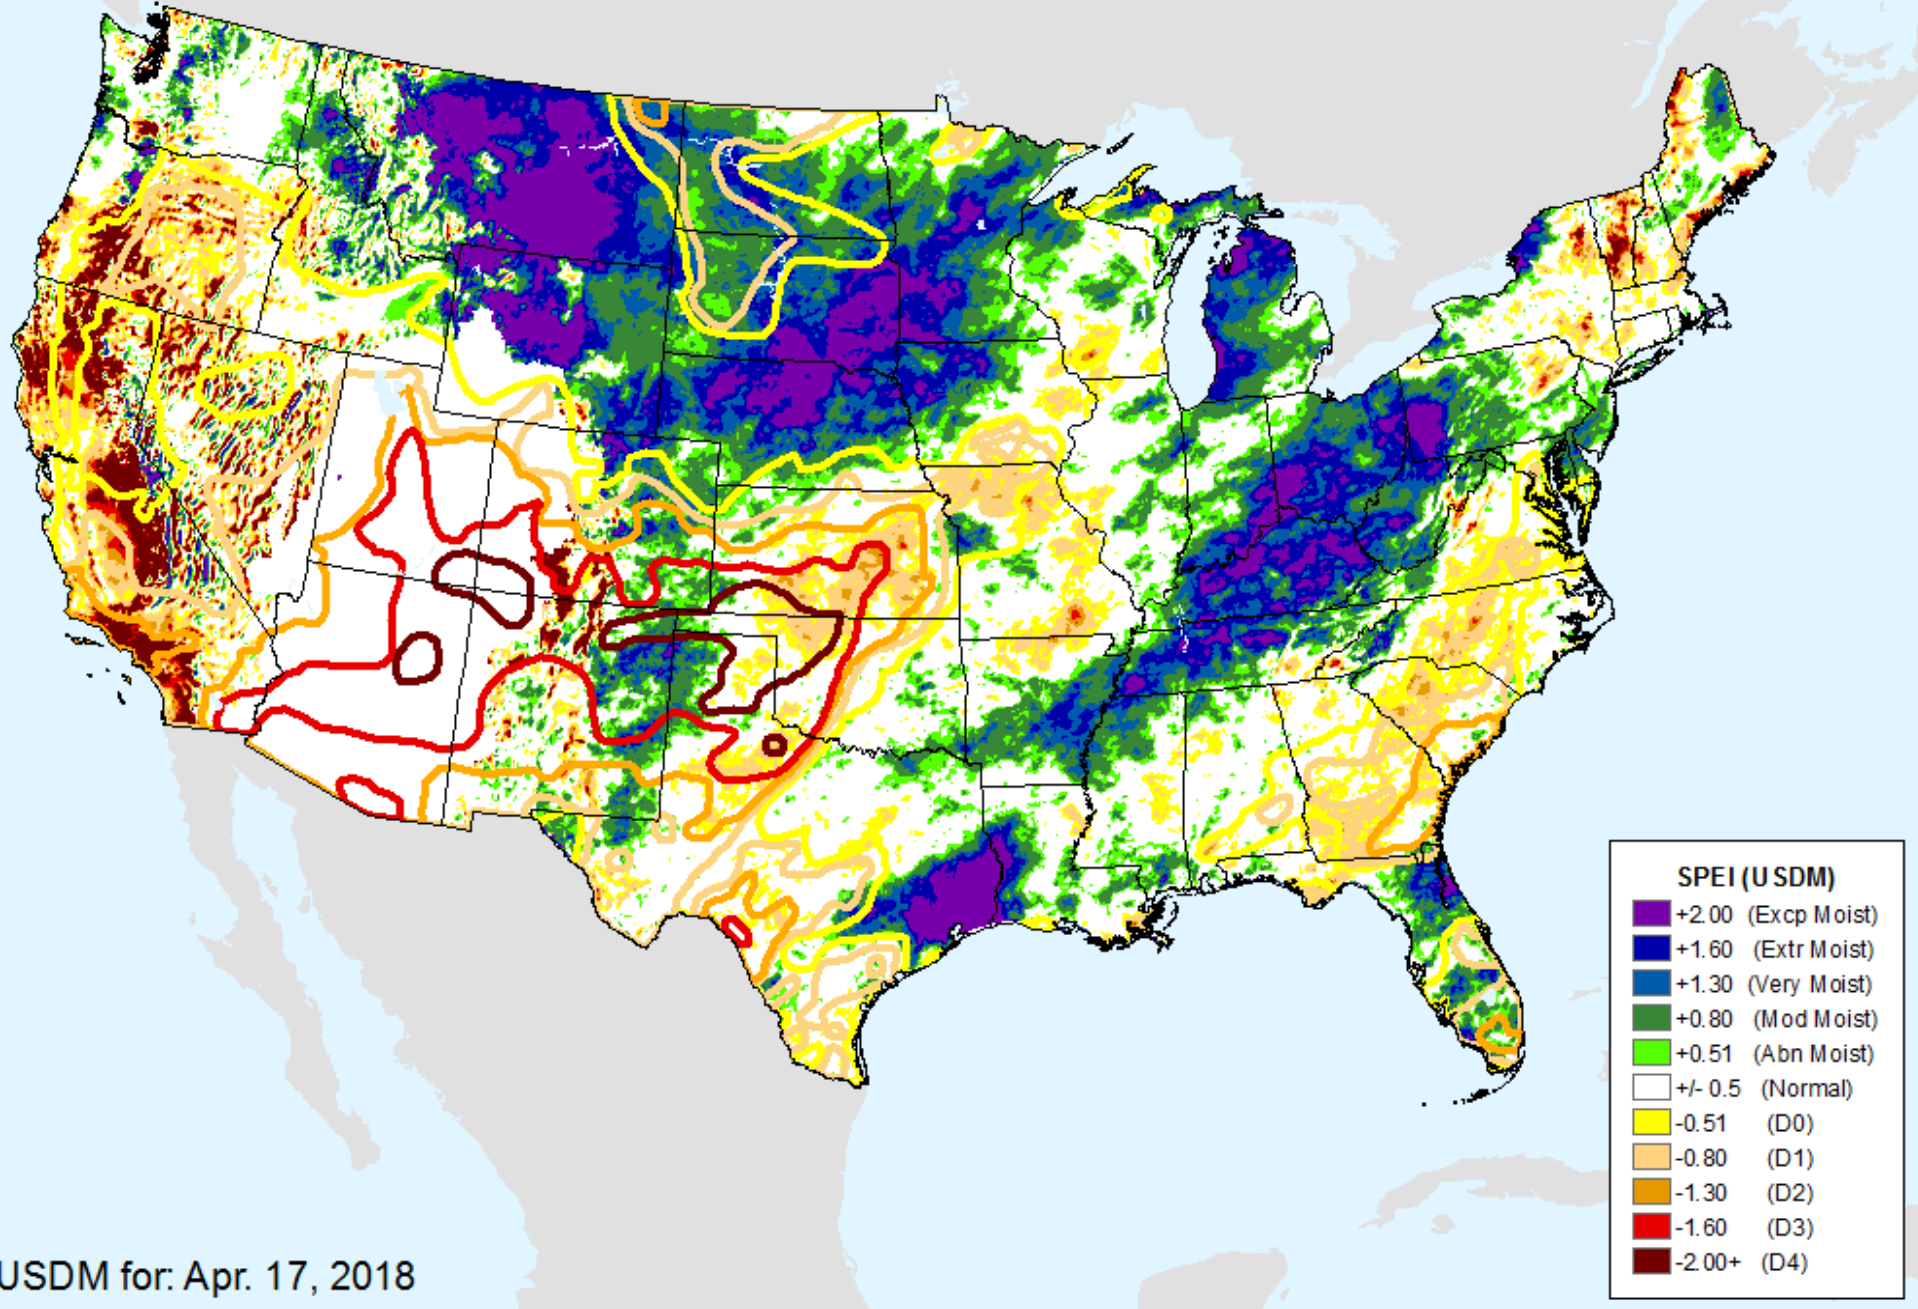 SPEI (USDM)
+2.00 (Excp Moist)
+1.60 (Extr Moist)
+1.30 (Very Moist)
+0.80 (Mod Moist)
+0.51 (Abn Moist)
+/- 0.5 (Normal)
-0.51 (D0)
-0.80 (D1)
-1.30 (D2)
-1.60 (D3)
-2.00+ (D4)
USDM for: Apr. 17, 2018